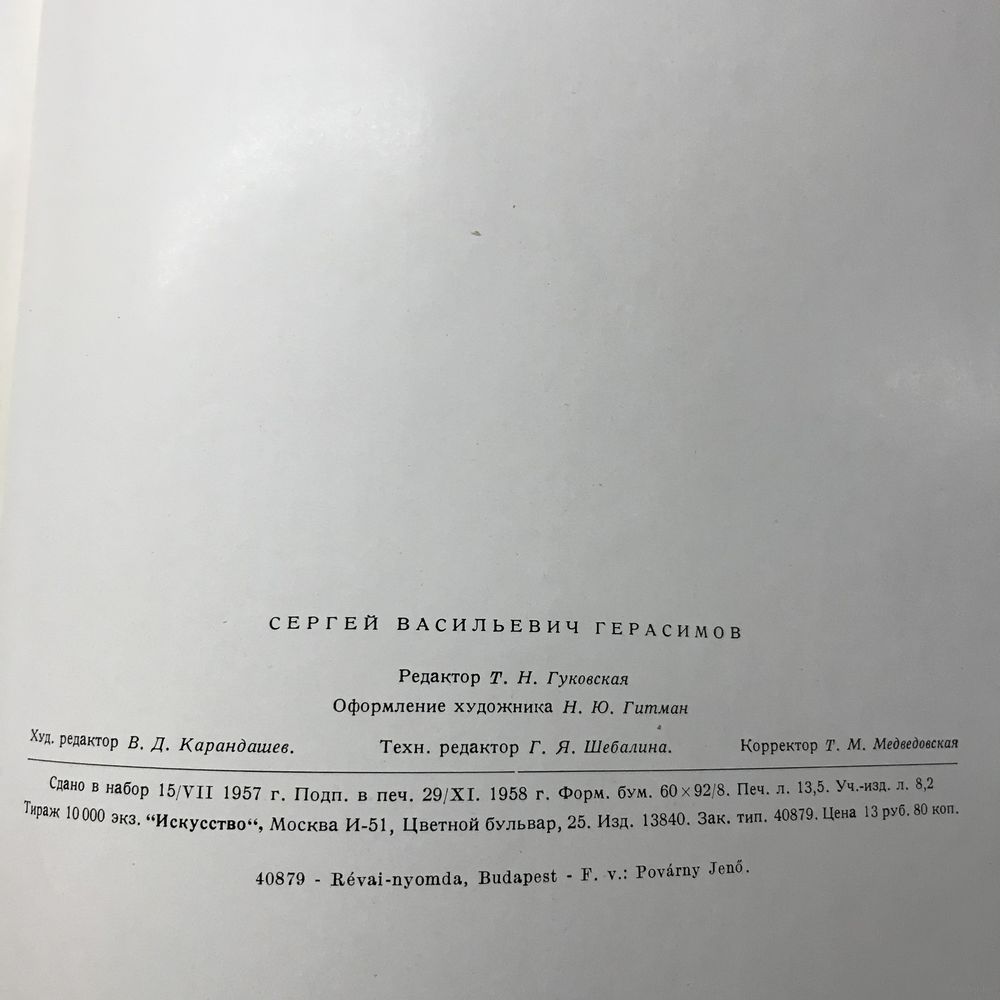 СЕРГЕЙ ВАСИЛЬЕВИЧ ГЕРАСИМОВ
Редактор Т. Н. Гуковская
Оформление художника Н. Ю. Гитман
Худ. редактор В. Д. Карандашев. Техн. редактор Г. Я. Шебалина. Корректор Т. М. Медведовская
Сдано в набор 15/VII 1957 г. Подп. в печ. 29/XI. 1958 г. Форм. бум. 60×92/8. Печ. л. 13,5. Уч.-изд. л. 8,2
Тираж 10 000 экз. “Искусство“, Москва И-51, Цветной бульвар, 25. Изд. 13840. Зак. тип. 40879. Цена 13 руб. 80 коп.
40879 - Révai-nyomda, Budapest - F. v.: Povárny Jenő.